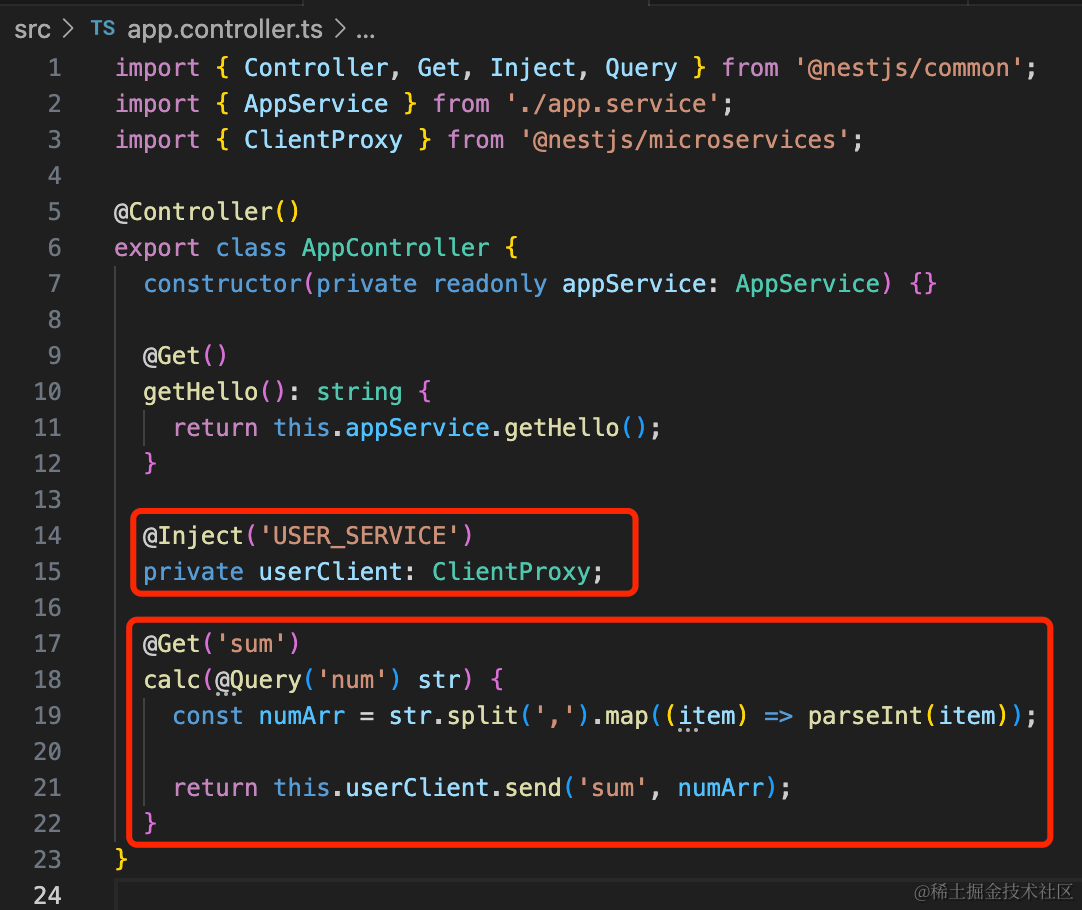 src > TS app.controller.ts > ...
1 import { Controller, Get, Inject, Query } from '@nestjs/common';
2 import { AppService } from './app.service';
3 import { ClientProxy } from '@nestjs/microservices';
4
5 @Controller()
6 export class AppController {
7   constructor(private readonly appService: AppService) {}
8
9   @Get()
10   getHello(): string {
11     return this.appService.getHello();
12   }
13
14   @Inject('USER_SERVICE')
15   private userClient: ClientProxy;
16
17   @Get('sum')
18   calc(@Query('num') str) {
19     const numArr = str.split(',').map((item) => parseInt(item));
20
21     return this.userClient.send('sum', numArr);
22   }
23 }
24
@稀土掘金技术社区